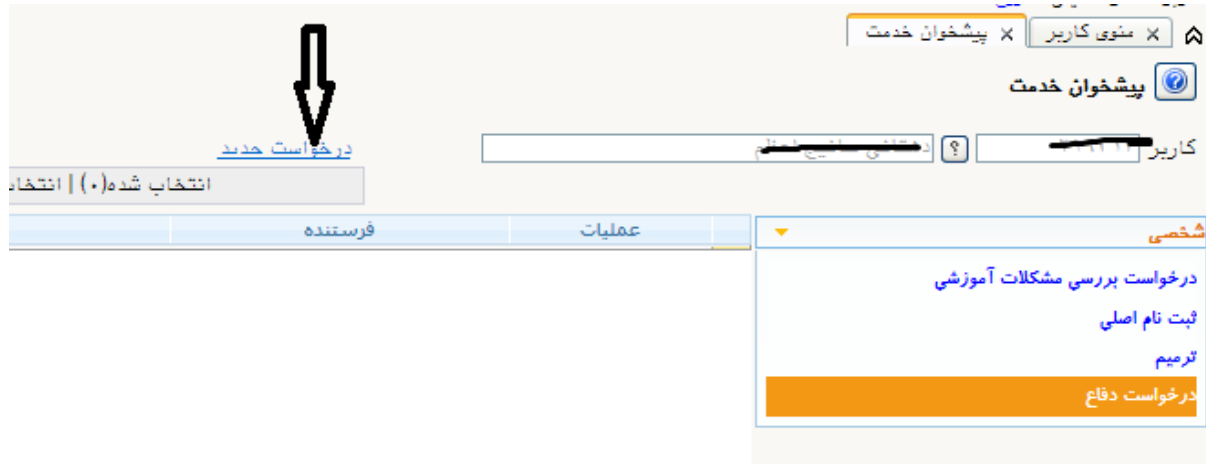 منوی کاربر پیشخوان خدمت
پیشخوان خدمت
کاربر
درخواست جدید
انتخاب شده(۰) | انتخاب
شخصی
عملیات فرستنده
درخواست بررسی مشکلات آموزشی
ثبت نام اصلی
ترمیم
درخواست دفاع